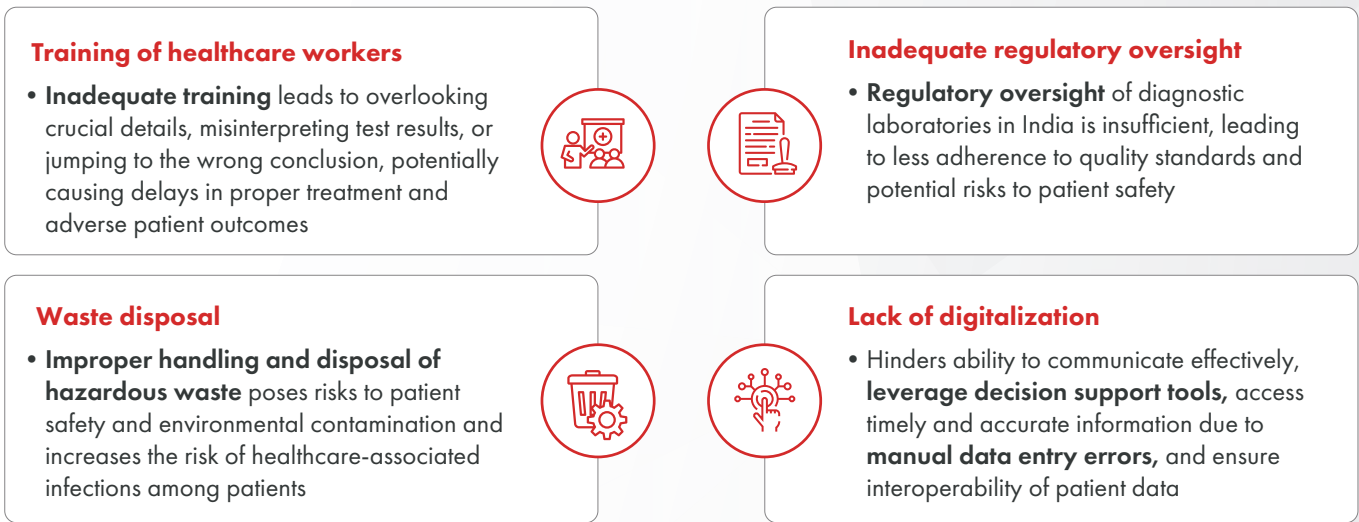 Training of healthcare workers
• Inadequate training leads to overlooking
crucial details, misinterpreting test results, or
jumping to the wrong conclusion, potentially
causing delays in proper treatment and
adverse patient outcomes
Inadequate regulatory oversight
• Regulatory oversight of diagnostic
laboratories in India is insufficient, leading
to less adherence to quality standards and
potential risks to patient safety
Waste disposal
• Improper handling and disposal of
hazardous waste poses risks to patient
safety and environmental contamination and
increases the risk of healthcare-associated
infections among patients
Lack of digitalization
• Hinders ability to communicate effectively,
leverage decision support tools, access
timely and accurate information due to
manual data entry errors, and ensure
interoperability of patient data